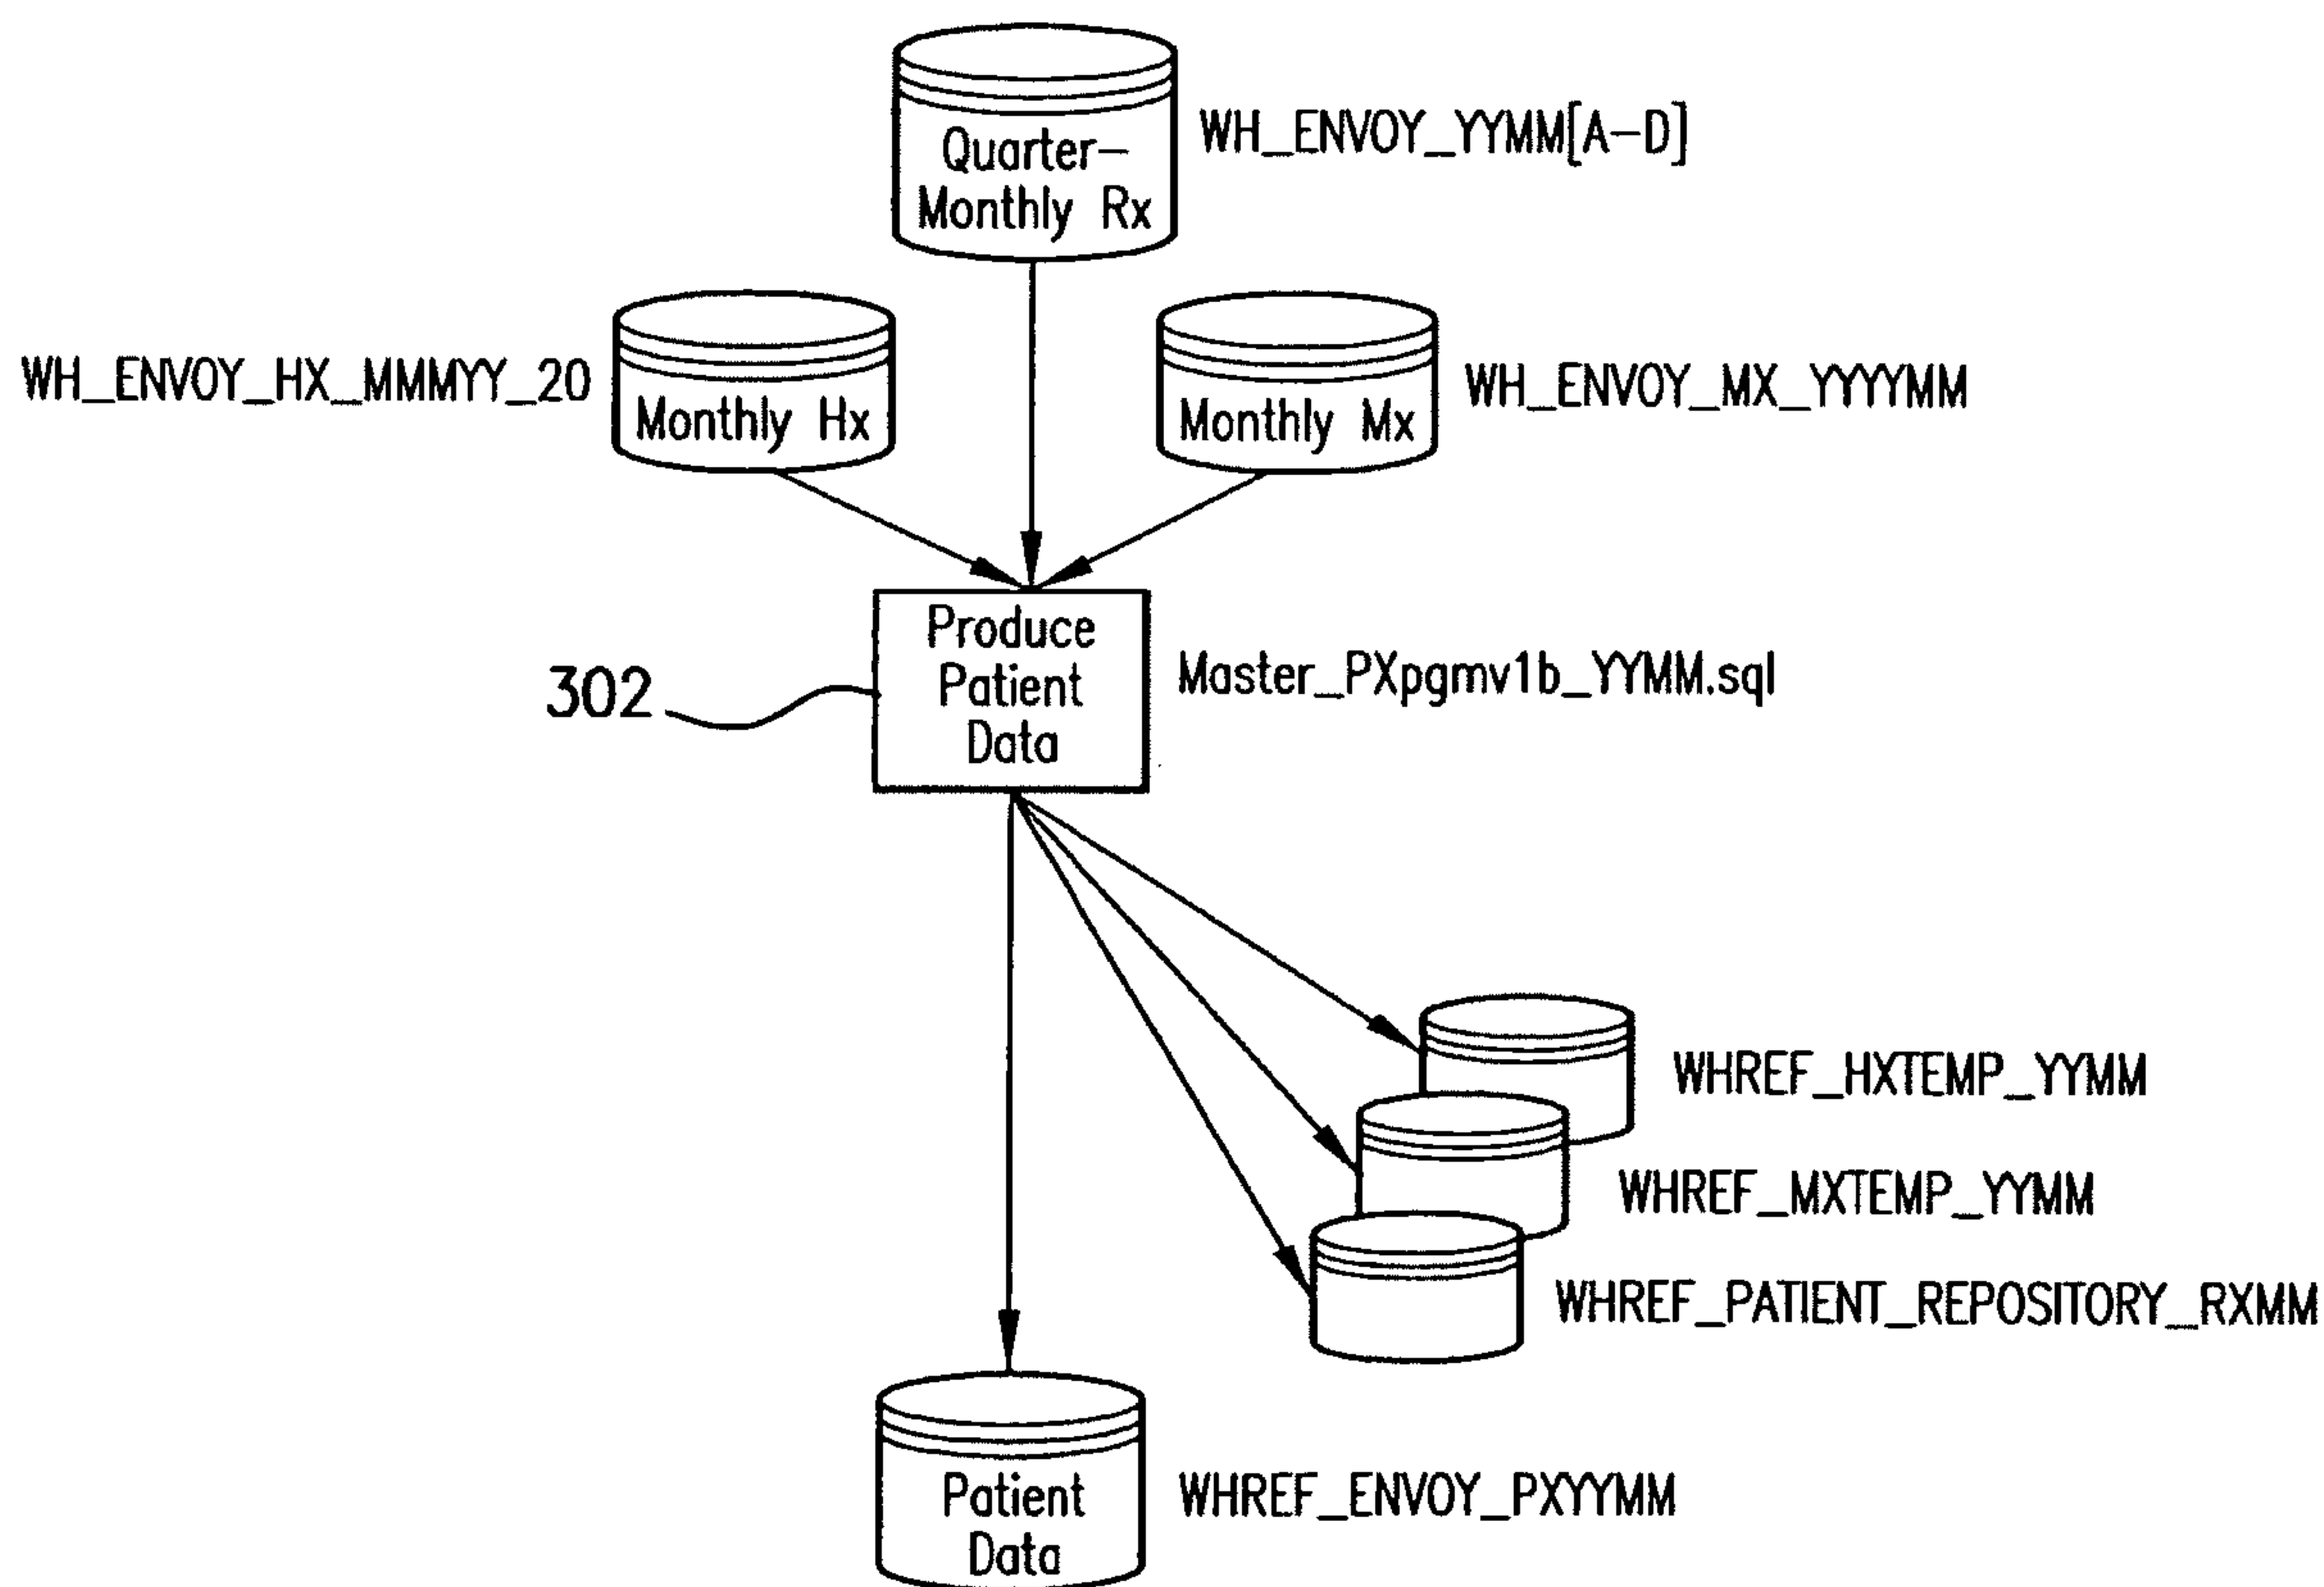 Quarter-
Monthly Rx
WH_ENVOY_YYMM[A-D]
WH_ENVOY_HX_MMMYY_20
Monthly Hx
Monthly Mx
WH_ENVOY_MX_YYYYMM
Produce
Patient
Data
302
Master_PXpgmv1b_YYMM.sql
WHREF_HXTEMP_YYMM
WHREF_MXTEMP_YYMM
WHREF_PATIENT_REPOSITORY_RXMM
Patient
Data
WHREF_ENVOY_PXYYMM